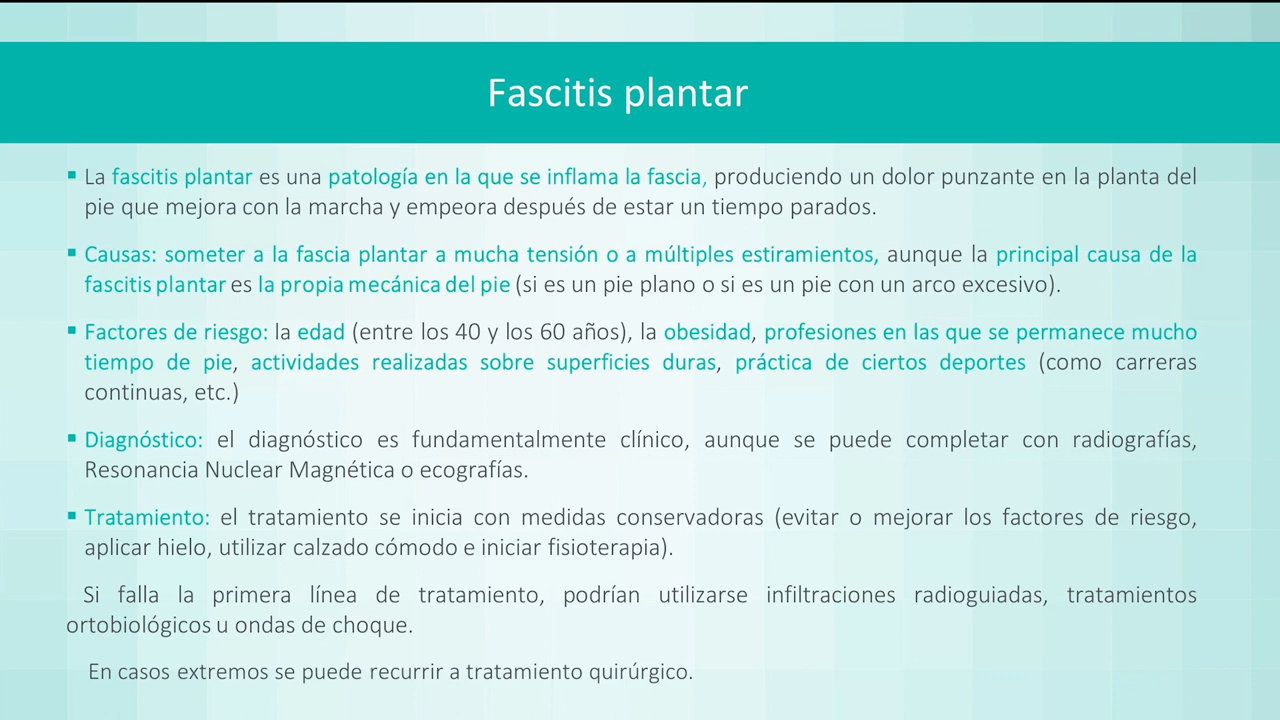 Fascitis plantar
▪ La fascitis plantar es una patología en la que se inflama la fascia, produciendo un dolor punzante en la planta del
pie que mejora con la marcha y empeora después de estar un tiempo parados.
▪ Causas: someter a la fascia plantar a mucha tensión o a múltiples estiramientos, aunque la principal causa de la
fascitis plantar es la propia mecánica del pie (si es un pie plano o si es un pie con un arco excesivo).
▪ Factores de riesgo: la edad (entre los 40 y los 60 años), la obesidad, profesiones en las que se permanece mucho
tiempo de pie, actividades realizadas sobre superficies duras, práctica de ciertos deportes (como carreras
continuas, etc.)
▪ Diagnóstico: el diagnóstico es fundamentalmente clínico, aunque se puede completar con radiografías,
Resonancia Nuclear Magnética o ecografías.
▪ Tratamiento: el tratamiento se inicia con medidas conservadoras (evitar o mejorar los factores de riesgo,
aplicar hielo, utilizar calzado cómodo e iniciar fisioterapia).
Si falla la primera línea de tratamiento, podrían utilizarse infiltraciones radioguiadas, tratamientos
ortobiológicos u ondas de choque.
En casos extremos se puede recurrir a tratamiento quirúrgico.